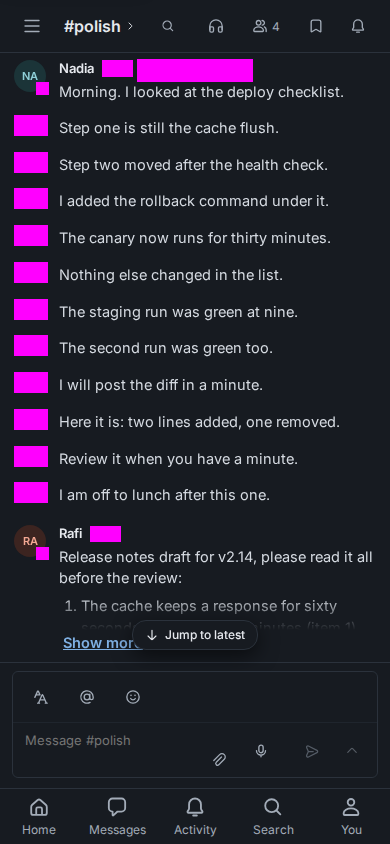 #polish
4
NA
Nadia
Morning. I looked at the deploy checklist.
Step one is still the cache flush.
Step two moved after the health check.
I added the rollback command under it.
The canary now runs for thirty minutes.
Nothing else changed in the list.
The staging run was green at nine.
The second run was green too.
I will post the diff in a minute.
Here it is: two lines added, one removed.
Review it when you have a minute.
I am off to lunch after this one.
RA
Rafi
Release notes draft for v2.14, please read it all
before the review:
1. The cache keeps a response for sixty
minutes (item 1)
Show more
Jump to latest
Message #polish
Home
Messages
Activity
Search
You